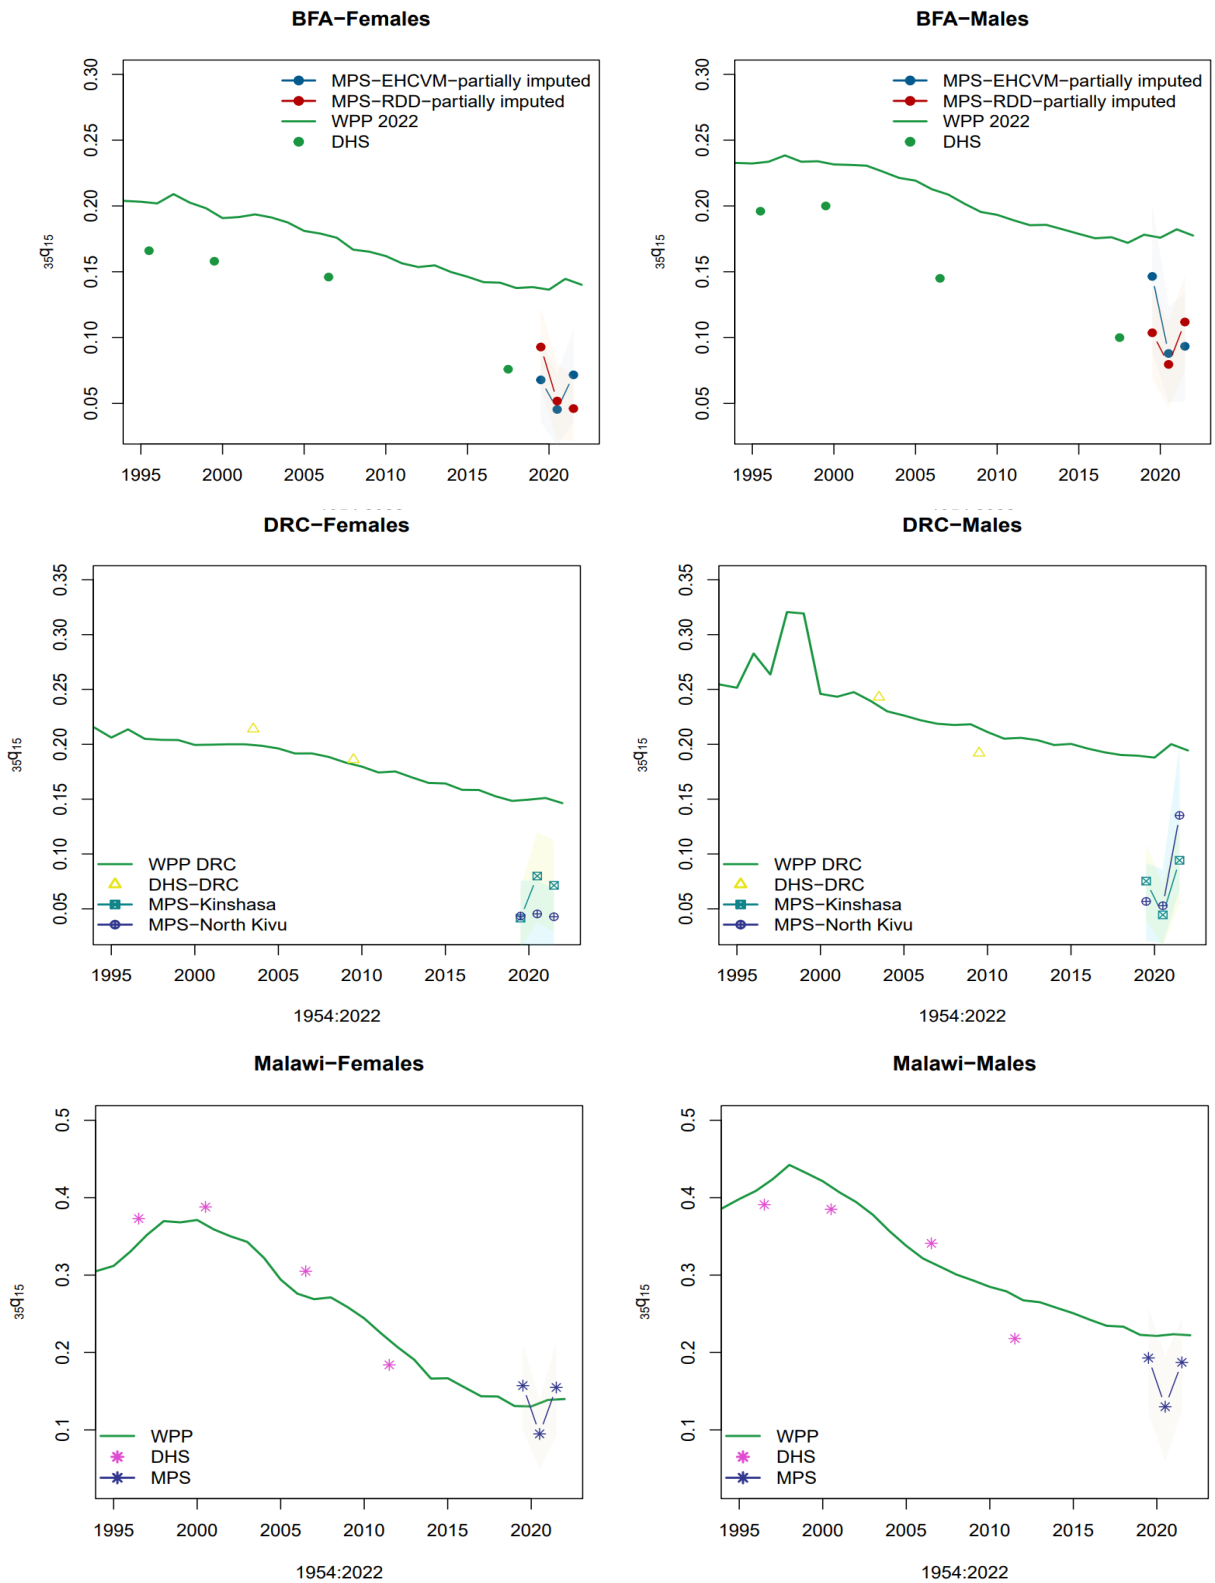 BFA−Females
0.30
0.25
0.20
0.15
0.10
0.05
35q15
MPS−EHCVM−partially imputed
MPS−RDD−partially imputed
WPP 2022
DHS
1995 2000 2005 2010 2015 2020
BFA−Males
0.30
0.25
0.20
0.15
0.10
0.05
35q15
MPS−EHCVM−partially imputed
MPS−RDD−partially imputed
WPP 2022
DHS
1995 2000 2005 2010 2015 2020
DRC−Females
0.35
0.30
0.25
0.20
0.15
0.10
0.05
35q15
WPP DRC
DHS−DRC
MPS−Kinshasa
MPS−North Kivu
1995 2000 2005 2010 2015 2020
1954:2022
DRC−Males
0.35
0.30
0.25
0.20
0.15
0.10
0.05
35q15
WPP DRC
DHS−DRC
MPS−Kinshasa
MPS−North Kivu
1995 2000 2005 2010 2015 2020
1954:2022
Malawi−Females
0.5
0.4
0.3
0.2
0.1
35q15
WPP
DHS
MPS
1995 2000 2005 2010 2015 2020
1954:2022
Malawi−Males
0.5
0.4
0.3
0.2
0.1
35q15
WPP
DHS
MPS
1995 2000 2005 2010 2015 2020
1954:2022